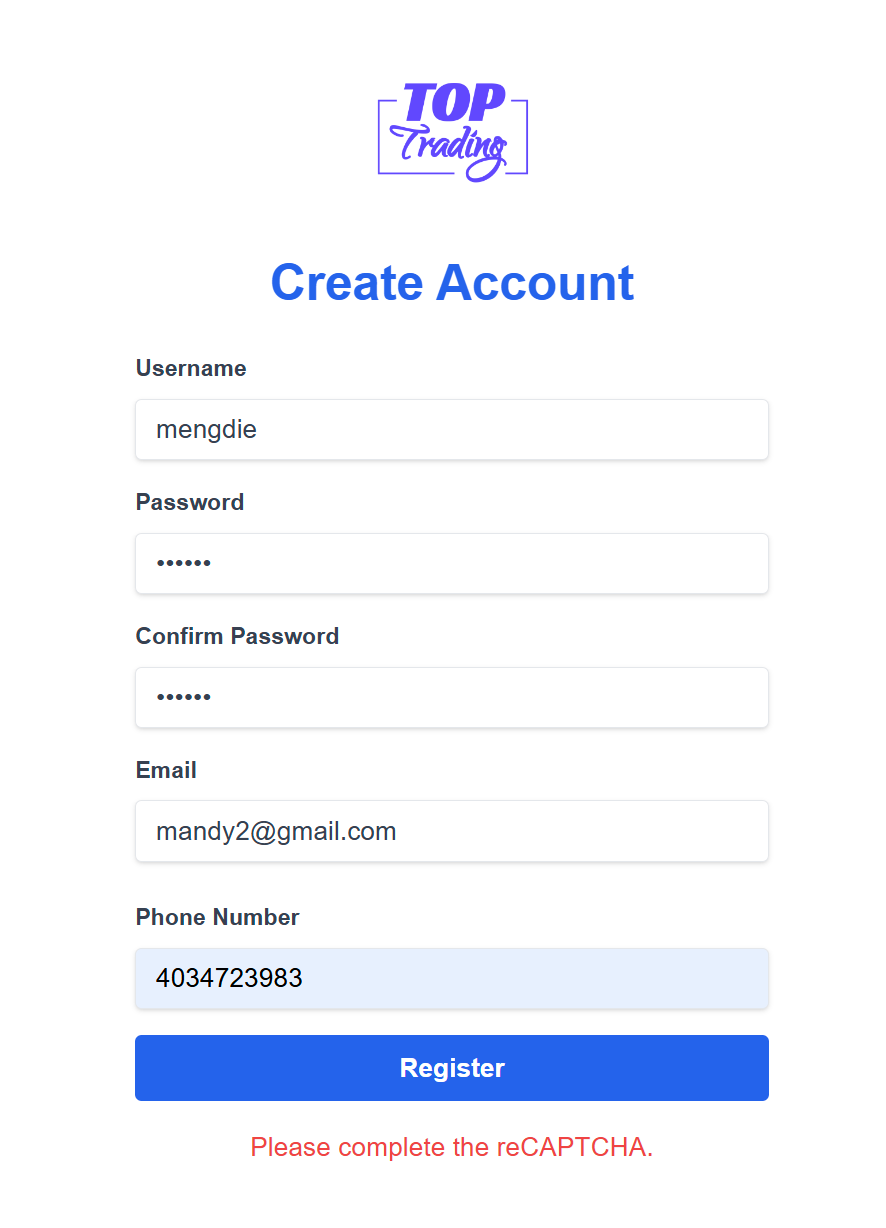 TOP
Trading
Create Account
Username
mengdie
Password
••••••
Confirm Password
••••••
Email
mandy2@gmail.com
Phone Number
4034723983
Register
Please complete the reCAPTCHA.